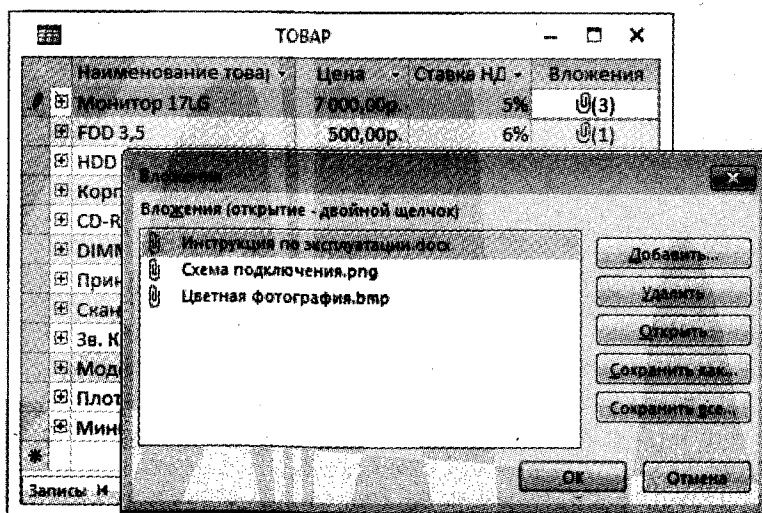 ТОВАР
Наименование товар Цена Ставка НД Вложения
Монитор 17LG 7 000,00р. 5% (3)
FDD 3,5 500,00р. 6% (1)
HDD
Корп
CD-R
DIMM
Прин
Скан
Зв. К
Моде
Плот
Мин
Записы
Вложения
Вложения (открытие - двойной щелчок)
Инструкция по эксплуатации.docx
Схема подключения.png
Цветная фотография.bmp
Добавить...
Удалить
Открыть
Сохранить как...
Сохранить все...
ОК Отмена